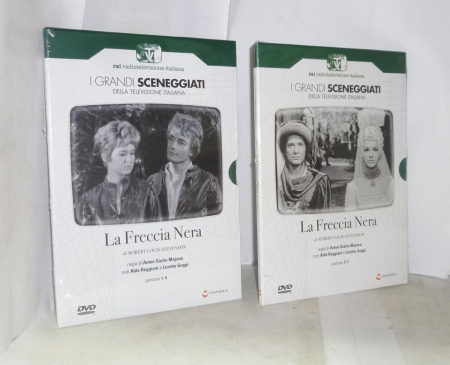 rai radiotelevisione italiana
I GRANDI SCENEGGIATI
DELLA TELEVISIONE ITALIANA
La Freccia Nera
di ROBERT LOUIS STEVENSON
regia di Anton Giulio Majano
con Aldo Reggiani e Loretta Goggi
DVD
rai radiotelevisione italiana
I GRANDI SCENEGGIATI
DELLA TELEVISIONE ITALIANA
La Freccia Nera
di ROBERT LOUIS STEVENSON
regia di Anton Giulio Majano
con Aldo Reggiani e Loretta Goggi
DVD